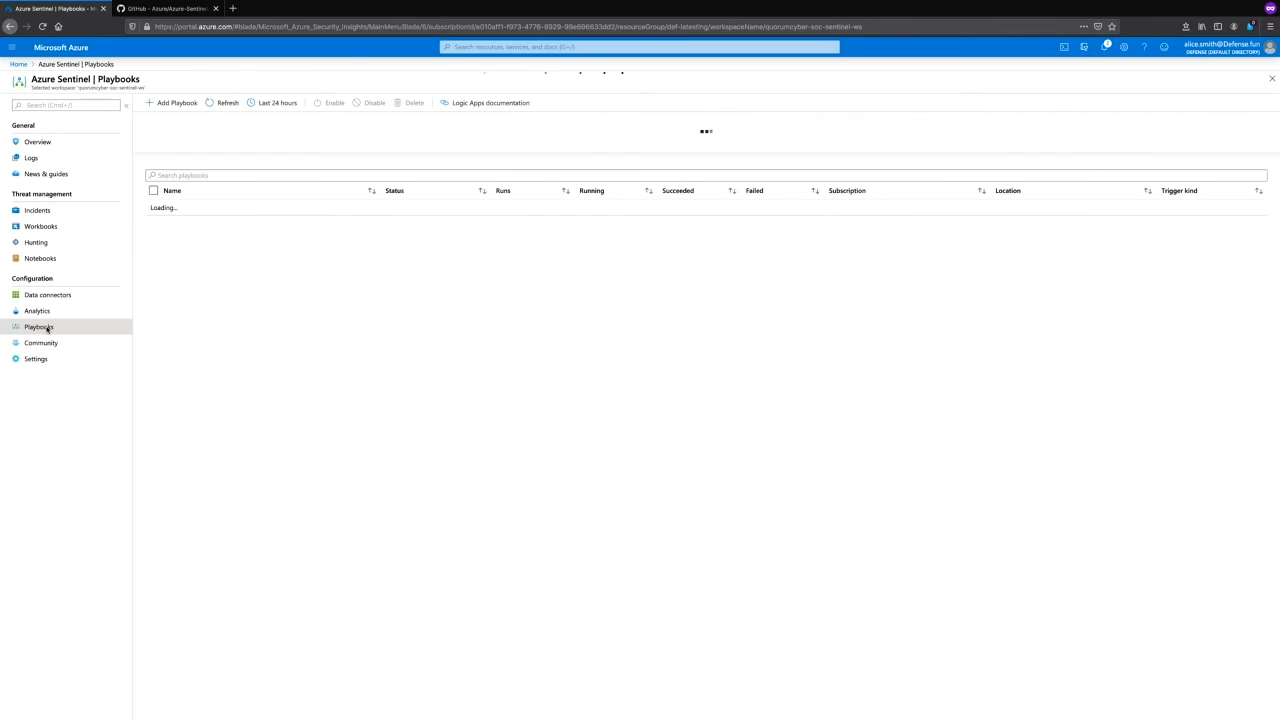 Azure Sentinel | Playbooks - M
GitHub - Azure/Azure-Sentinel
https://portal.azure.com/#blade/Microsoft_Azure_Security_Insights/MainMenuBlade/6/subscriptionId/e010aff1-f973-4776-8929-99e696633dd2/resourceGroup/def-latesting/workspaceName/quorumcyber-soc-sentinel-ws
Microsoft Azure
Search resources, services, and docs (G+/)
2
alice.smith@Defense.fun
DEFENSE (DEFAULT DIRECTORY)
Home > Azure Sentinel | Playbooks
Azure Sentinel | Playbooks
Selected workspace: 'quorumcyber-soc-sentinel-ws'
Search (Cmd+/)
«
Add Playbook Refresh Last 24 hours Enable Disable Delete Logic Apps documentation
General
Overview
Logs
News & guides
Threat management
Incidents
Workbooks
Hunting
Notebooks
Configuration
Data connectors
Analytics
Playbooks
Community
Settings
Search playbooks
Name Status Runs Running Succeeded Failed Subscription Location Trigger kind
Loading...